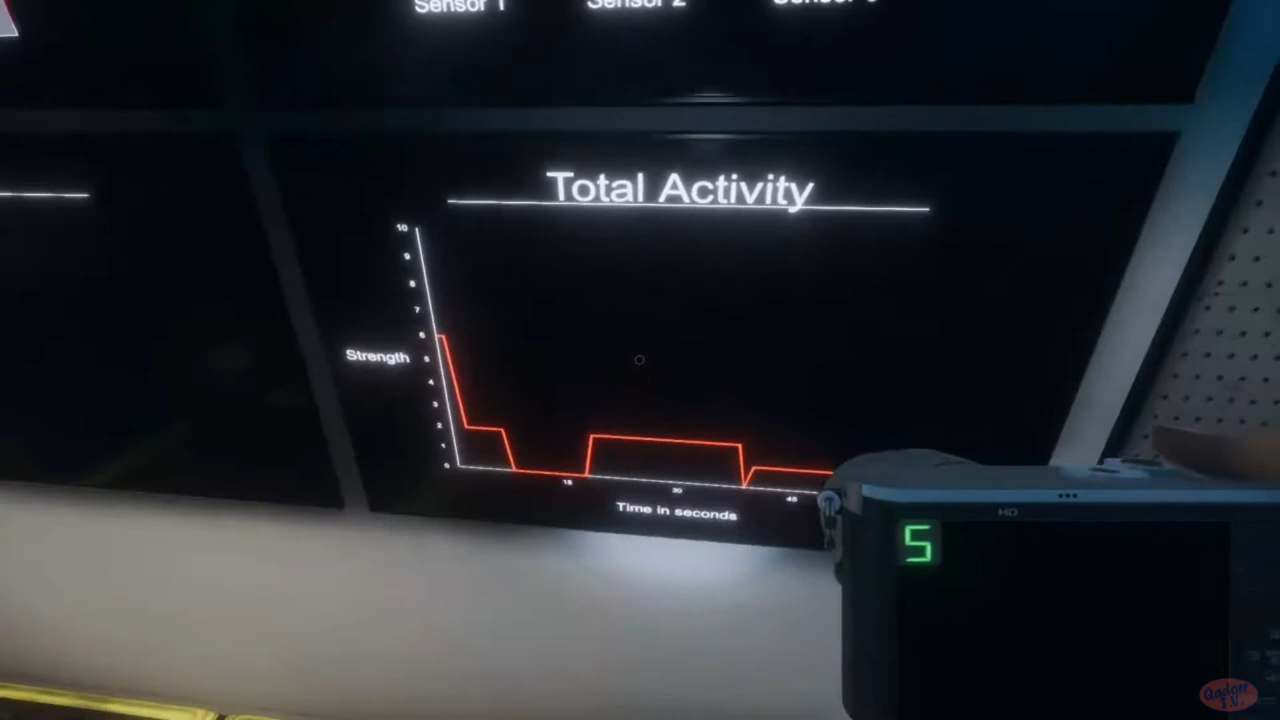 Sensor 1 Sensor 2
Total Activity
10
9
8
7
6
5
4
3
2
1
0
Strength
15 30 45
Time in seconds
HD
5
Qadon
T.V.